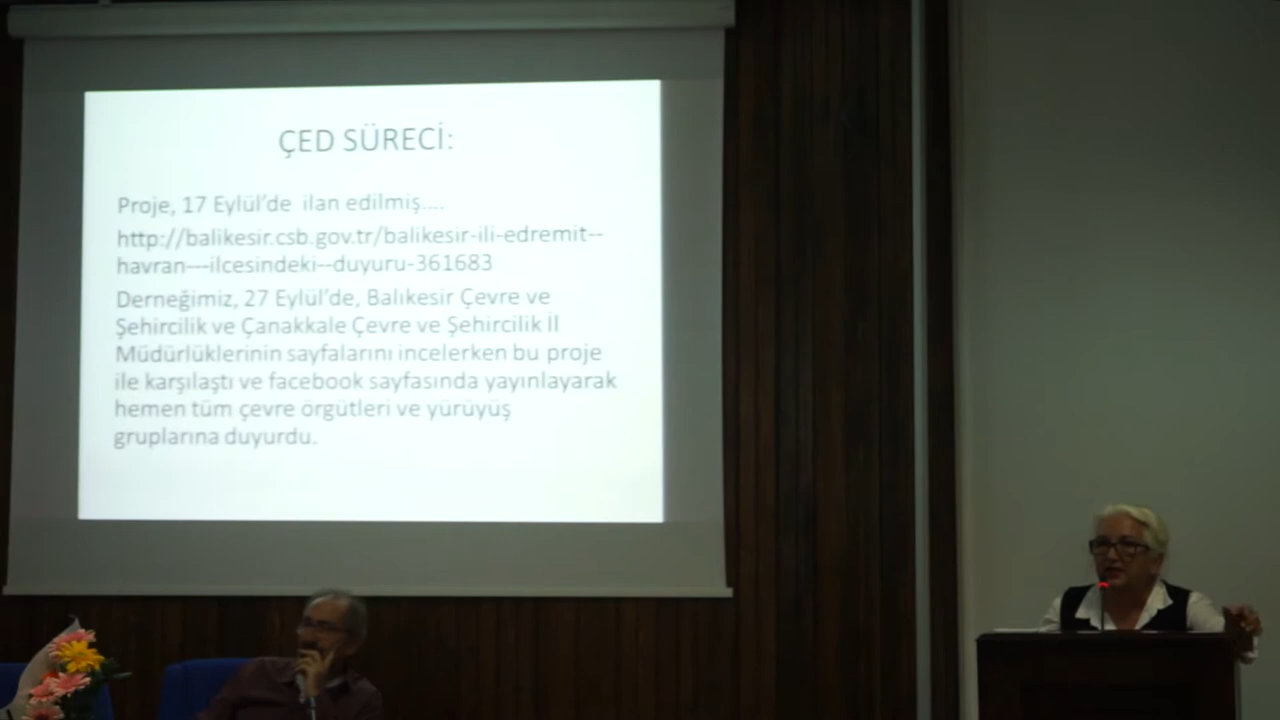 ÇED SÜRECİ:
Proje, 17 Eylül'de ilan edilmiş....
http://balikesir.csb.gov.tr/balikesir-ili-edremit--
havran---ilcesindeki--duyuru-361683
Derneğimiz, 27 Eylül'de, Balıkesir Çevre ve
Şehircilik ve Çanakkale Çevre ve Şehircilik İl
Müdürlüklerinin sayfalarını incelerken bu proje
ile karşılaştı ve facebook sayfasında yayınlayarak
hemen tüm çevre örgütleri ve yürüyüş
gruplarına duyurdu.